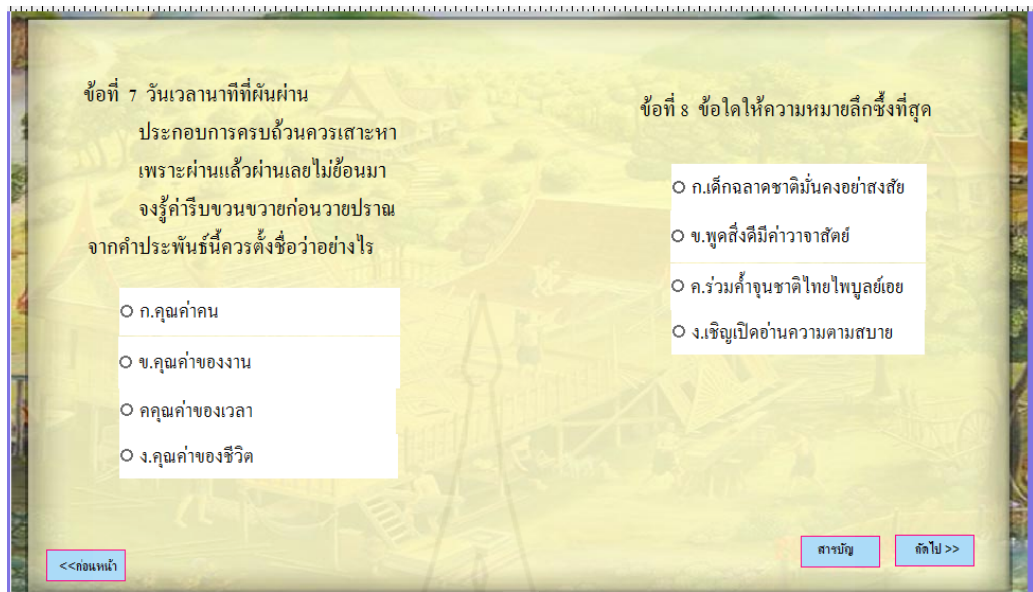 ข้อที่ 7 วันเวลานาทีที่ผันผ่าน
ประกอบการครบถ้วนควรเสาะหา
เพราะผ่านแล้วผ่านเลยไม่ย้อนมา
จงรู้ค่ารีบขวนขวายก่อนวายปราณ
จากคำประพันธ์นี้ควรตั้งชื่อว่าอย่างไร
ก.คุณค่าคน
ข.คุณค่าของงาน
คคุณค่าของเวลา
ง.คุณค่าของชีวิต
ข้อที่ 8 ข้อใดให้ความหมายลึกซึ้งที่สุด
ก.เด็กฉลาดชาติมั่นคงอย่าสงสัย
ข.พูดสิ่งดีมีค่าวาจาสัตย์
ค.ร่วมค้ำจุนชาติไทยไพบูลย์เอย
ง.เชิญเปิดอ่านความตามสบาย
<<ก่อนหน้า
สารบัญ
ถัดไป >>